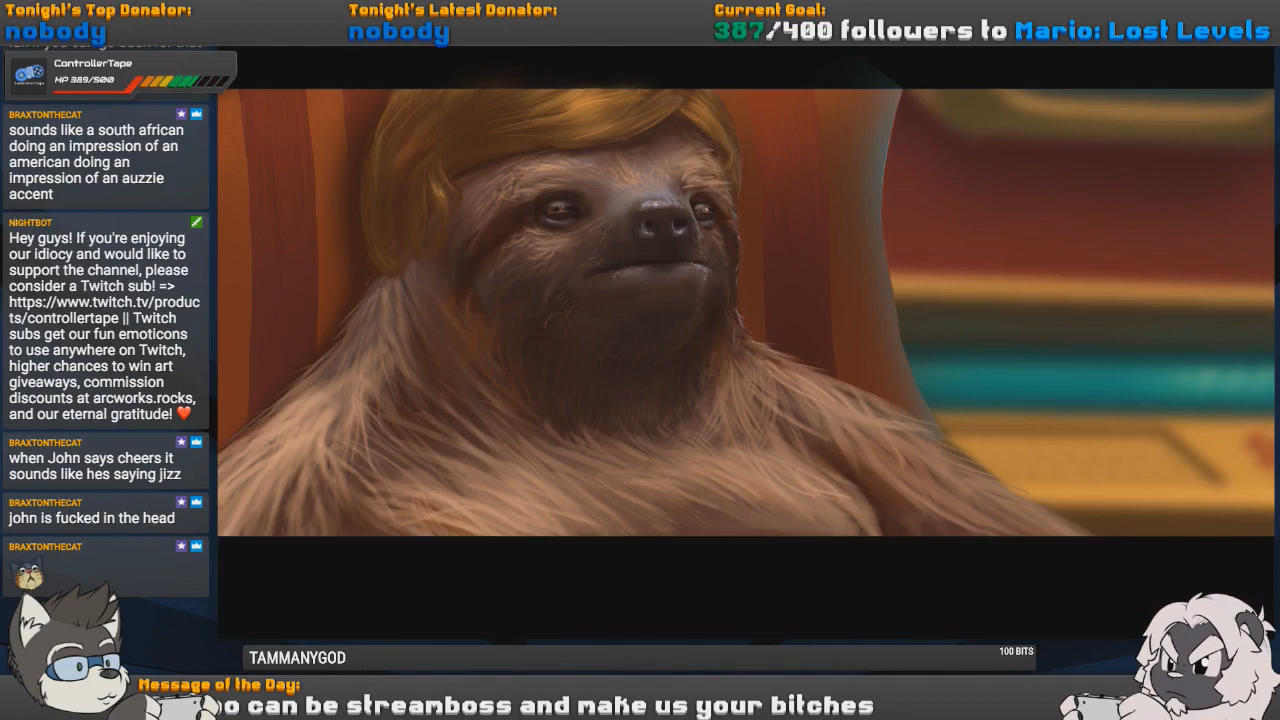 Tonight's Top Donator:
nobody
Tonight's Latest Donator:
nobody
Current Goal:
387/400 followers to Mario: Lost Levels
ControllerTape
HP 389/500
BRAXTONTHECAT
sounds like a south african
doing an impression of an
american doing an
impression of an auzzie
accent
NIGHTBOT
Hey guys! If you're enjoying
our idiocy and would like to
support the channel, please
consider a Twitch sub! =>
https://www.twitch.tv/produc
ts/controllertape || Twitch
subs get our fun emoticons
to use anywhere on Twitch,
higher chances to win art
giveaways, commission
discounts at arcworks.rocks,
and our eternal gratitude! ❤️
BRAXTONTHECAT
when John says cheers it
sounds like hes saying jizz
BRAXTONTHECAT
john is fucked in the head
BRAXTONTHECAT
TAMMANYGOD
100 BITS
Message of the Day:
o can be streamboss and make us your bitches